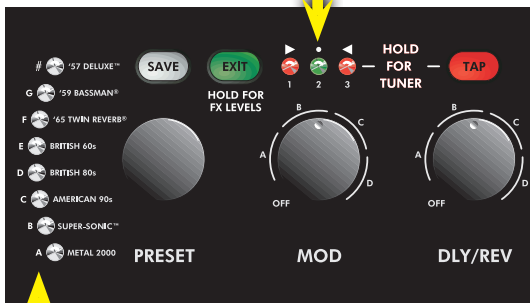 # '57 DELUXE™
G '59 BASSMAN®
F '65 TWIN REVERB®
E BRITISH 60s
D BRITISH 80s
C AMERICAN 90s
B SUPER-SONIC™
A METAL 2000
SAVE
EXIT
HOLD FOR
FX LEVELS
1 2 3
HOLD
FOR
TUNER
TAP
PRESET
OFF A B C D
MOD
OFF A B C D
DLY/REV